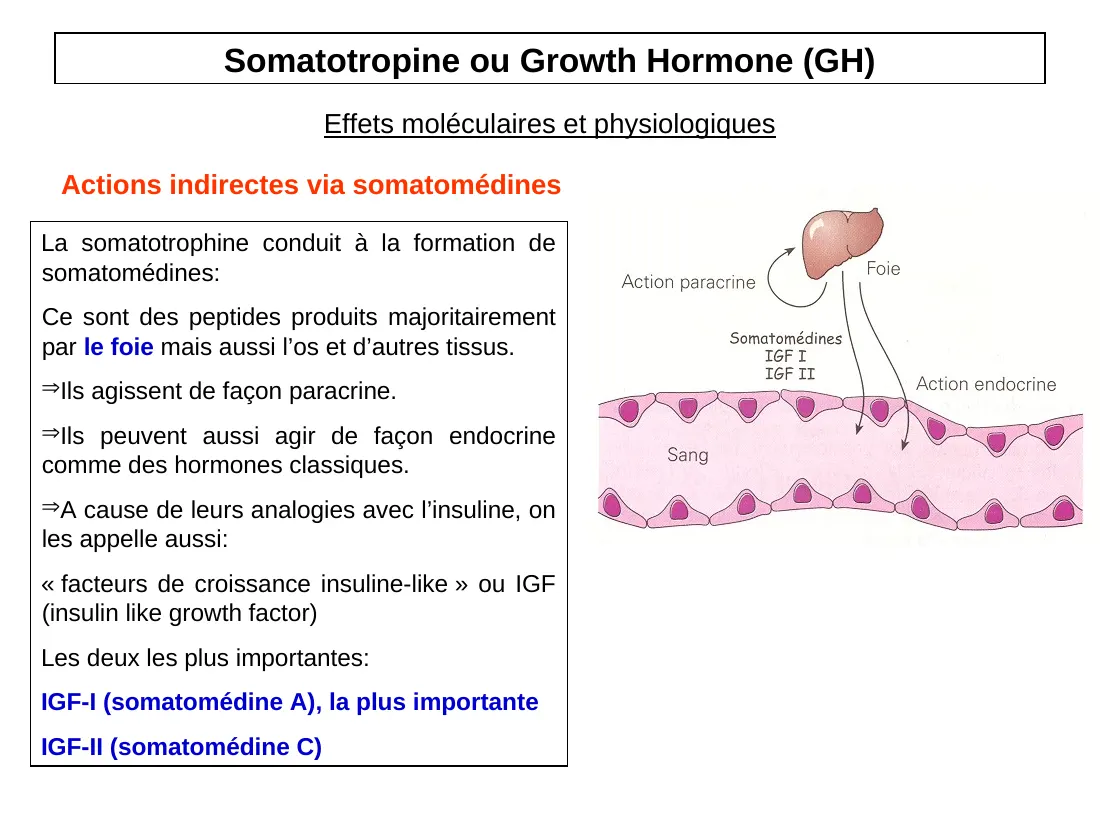 Somatotropine ou Growth Hormone (GH)
Effets moléculaires et physiologiques
Actions indirectes via somatomédines
La somatotrophine conduit à la formation de
somatomédines:
Ce sont des peptides produits majoritairement
par le foie mais aussi l’os et d’autres tissus.
⇒Ils agissent de façon paracrine.
⇒Ils peuvent aussi agir de façon endocrine
comme des hormones classiques.
⇒A cause de leurs analogies avec l’insuline, on
les appelle aussi:
« facteurs de croissance insuline-like » ou IGF
(insulin like growth factor)
Les deux les plus importantes:
IGF-I (somatomédine A), la plus importante
IGF-II (somatomédine C)
Foie
Action paracrine
Somatomédines
IGF I
IGF II
Action endocrine
Sang